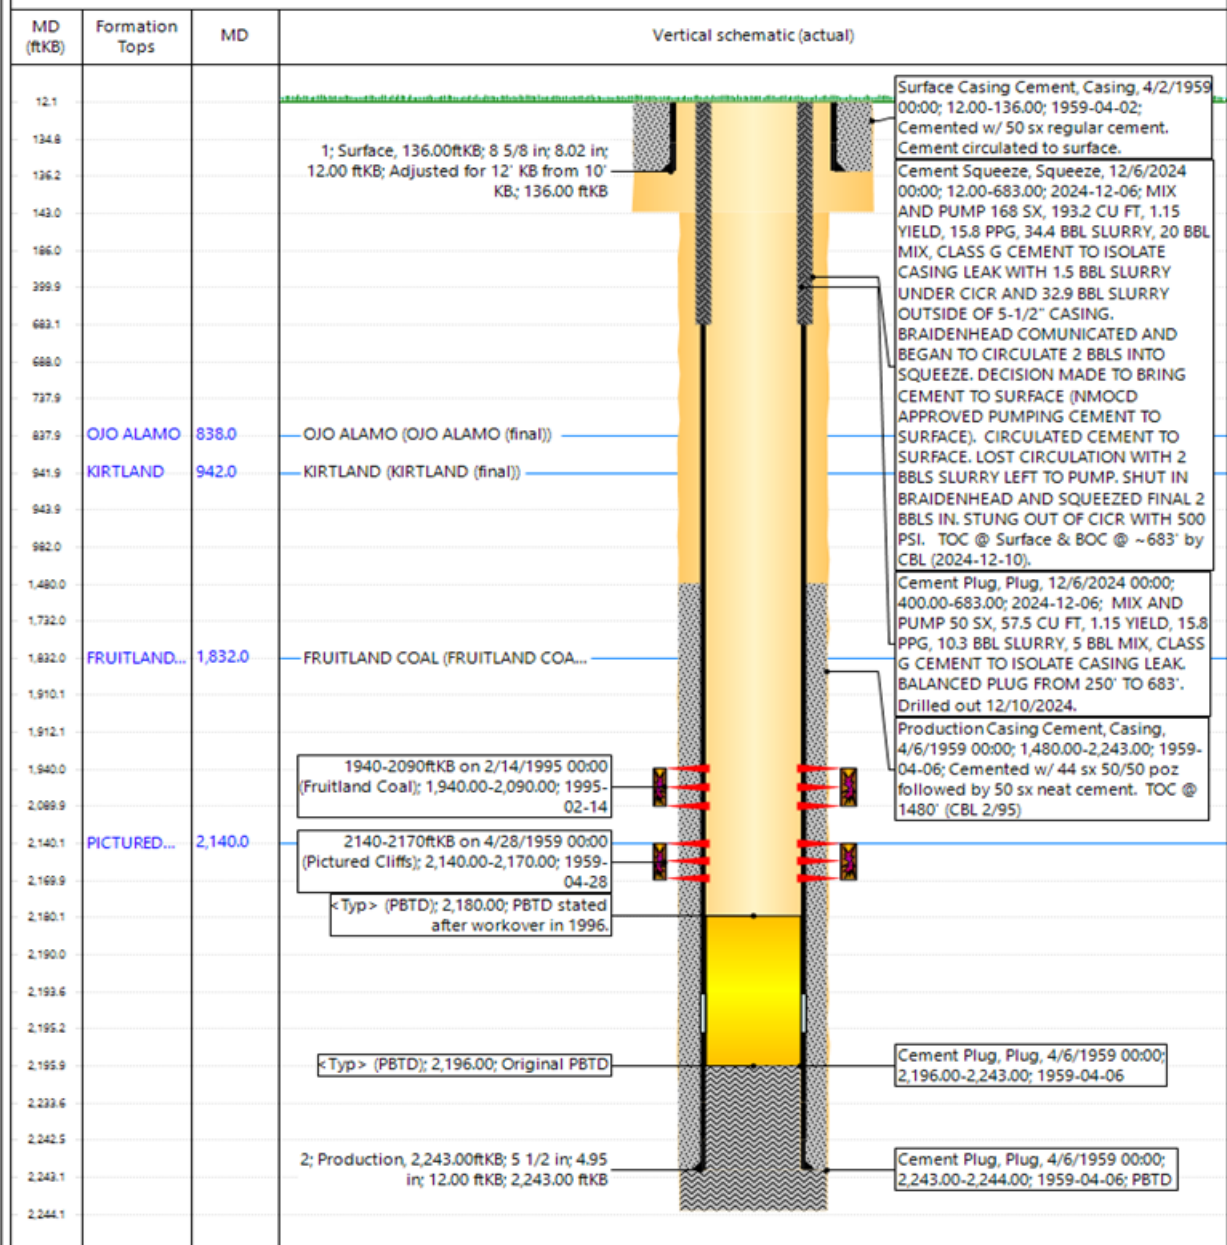 MD
(ftKB)
Formation
Tops
MD
Vertical schematic (actual)
12.1
134.8
136.2
143.0
186.0
399.9
683.1
688.0
737.9
837.9
941.9
943.9
982.0
1,480.0
1,732.0
1,832.0
1,910.1
1,912.1
1,940.0
2,089.9
2,140.1
2,169.9
2,180.1
2,190.0
2,193.6
2,195.2
2,195.9
2,233.6
2,242.5
2,243.1
2,244.1
OJO ALAMO
838.0
KIRTLAND
942.0
FRUITLAND...
1,832.0
PICTURED...
2,140.0
1; Surface, 136.00ftKB; 8 5/8 in; 8.02 in;
12.00 ftKB; Adjusted for 12' KB from 10'
KB,; 136.00 ftKB
OJO ALAMO (OJO ALAMO (final))
KIRTLAND (KIRTLAND (final))
FRUITLAND COAL (FRUITLAND COA...
1940-2090ftKB on 2/14/1995 00:00
(Fruitland Coal); 1,940.00-2,090.00; 1995-
02-14
2140-2170ftKB on 4/28/1959 00:00
(Pictured Cliffs); 2,140.00-2,170.00; 1959-
04-28
<Typ> (PBTD); 2,180.00; PBTD stated
after workover in 1996.
<Typ> (PBTD); 2,196.00; Original PBTD
2; Production, 2,243.00ftKB; 5 1/2 in; 4.95
in; 12.00 ftKB; 2,243.00 ftKB
Surface Casing Cement, Casing, 4/2/1959
00:00; 12.00-136.00; 1959-04-02;
Cemented w/ 50 sx regular cement.
Cement circulated to surface.
Cement Squeeze, Squeeze, 12/6/2024
00:00; 12.00-683.00; 2024-12-06; MIX
AND PUMP 168 SX, 193.2 CU FT, 1.15
YIELD, 15.8 PPG, 34.4 BBL SLURRY, 20 BBL
MIX, CLASS G CEMENT TO ISOLATE
CASING LEAK WITH 1.5 BBL SLURRY
UNDER CICR AND 32.9 BBL SLURRY
OUTSIDE OF 5-1/2" CASING.
BRAIDENHEAD COMUNICATED AND
BEGAN TO CIRCULATE 2 BBLS INTO
SQUEEZE. DECISION MADE TO BRING
CEMENT TO SURFACE (NMOCD
APPROVED PUMPING CEMENT TO
SURFACE). CIRCULATED CEMENT TO
SURFACE. LOST CIRCULATION WITH 2
BBLS SLURRY LEFT TO PUMP. SHUT IN
BRAIDENHEAD AND SQUEEZED FINAL 2
BBLS IN. STUNG OUT OF CICR WITH 500
PSI. TOC @ Surface & BOC @ ~683' by
CBL (2024-12-10).
Cement Plug, Plug, 12/6/2024 00:00;
400.00-683.00; 2024-12-06; MIX AND
PUMP 50 SX, 57.5 CU FT, 1.15 YIELD, 15.8
PPG, 10.3 BBL SLURRY, 5 BBL MIX, CLASS
G CEMENT TO ISOLATE CASING LEAK.
BALANCED PLUG FROM 250' TO 683'.
Drilled out 12/10/2024.
Production Casing Cement, Casing,
4/6/1959 00:00; 1,480.00-2,243.00; 1959-
04-06; Cemented w/ 44 sx 50/50 poz
followed by 50 sx neat cement. TOC @
1480' (CBL 2/95)
Cement Plug, Plug, 4/6/1959 00:00;
2,196.00-2,243.00; 1959-04-06
Cement Plug, Plug, 4/6/1959 00:00;
2,243.00-2,244.00; 1959-04-06; PBTD